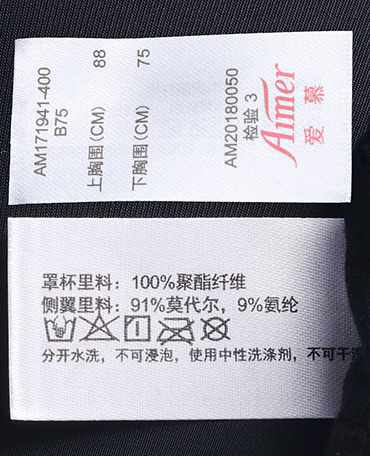 AM171941-400
B75
上胸围(CM) 88
下胸围(CM) 75
AM20180050
检验 3
Aimer
爱慕
罩杯里料: 100%聚酯纤维
侧翼里料: 91%莫代尔, 9%氨纶
分开水洗, 不可浸泡, 使用中性洗涤剂, 不可干洗